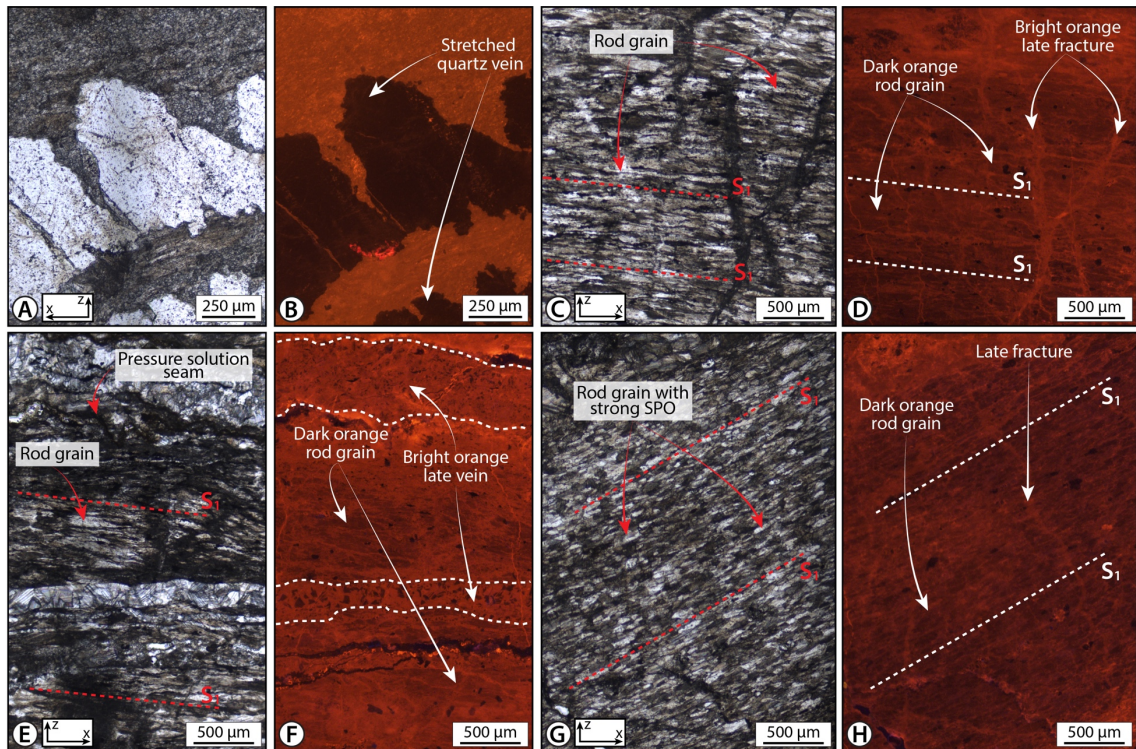 A
z
x
250 μm
Stretched
quartz vein
B
250 μm
Rod grain
S1
S1
C
z
x
500 μm
Bright orange
late fracture
Dark orange
rod grain
S1
S1
D
500 μm
Pressure solution
seam
Rod grain
S1
S1
E
z
x
500 μm
Dark orange
rod grain
Bright orange
late vein
F
500 μm
Rod grain with
strong SPO
S1
S1
G
z
x
500 μm
Late fracture
Dark orange
rod grain
S1
S1
H
500 μm